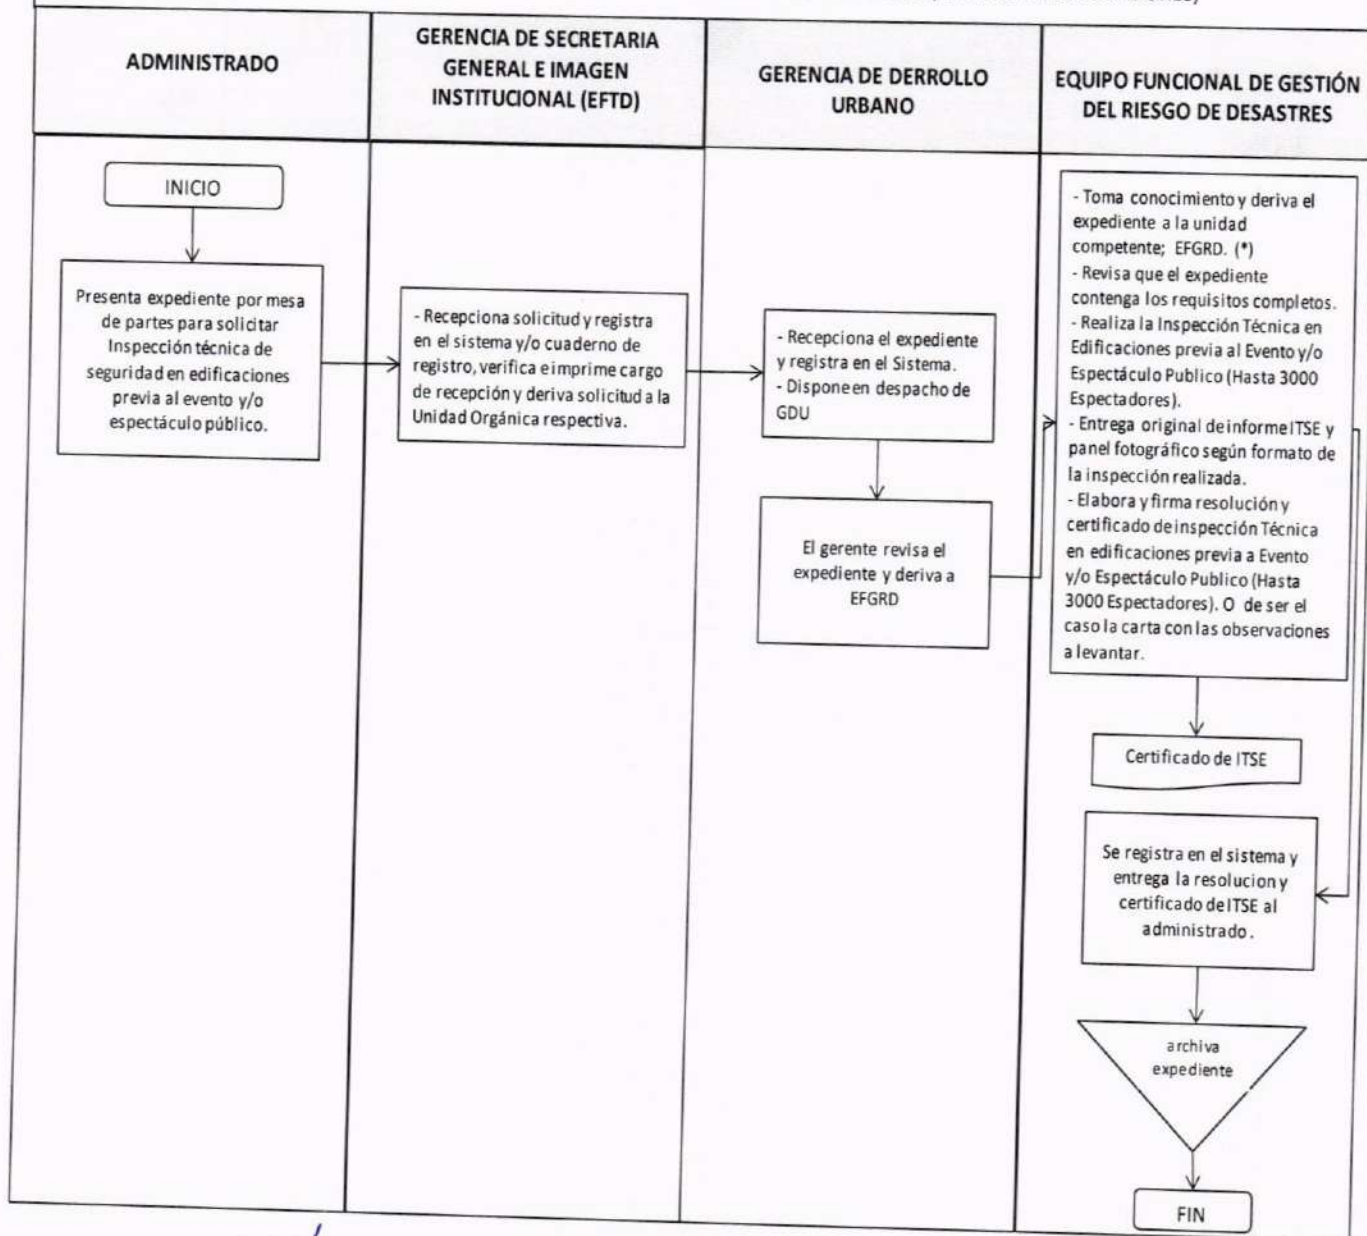 ADMINISTRADO
GERENCIA DE SECRETARIA
GENERAL E IMAGEN
INSTITUCIONAL (EFTD)
GERENCIA DE DERROLLO
URBANO
EQUIPO FUNCIONAL DE GESTIÓN
DEL RIESGO DE DESASTRES
INICIO
Presenta expediente por mesa
de partes para solicitar
Inspección técnica de
seguridad en edificaciones
previa al evento y/o
espectáculo público.
- Recepciona solicitud y registra
en el sistema y/o cuaderno de
registro, verifica e imprime cargo
de recepción y deriva solicitud a la
Unidad Orgánica respectiva.
- Recepciona el expediente
y registra en el Sistema.
- Dispone en despacho de
GDU
El gerente revisa el
expediente y deriva a
EFGRD
- Toma conocimiento y deriva el
expediente a la unidad
competente; EFGRD. (*)
- Revisa que el expediente
contenga los requisitos completos.
- Realiza la Inspección Técnica en
Edificaciones previa al Evento y/o
Espectáculo Publico (Hasta 3000
Espectadores).
- Entrega original de informe ITSE y
panel fotográfico según formato de
la inspección realizada.
- Elabora y firma resolución y
certificado de inspección Técnica
en edificaciones previa a Evento
y/o Espectáculo Publico (Hasta
3000 Espectadores). O de ser el
caso la carta con las observaciones
a levantar.
Certificado de ITSE
Se registra en el sistema y
entrega la resolucion y
certificado de ITSE al
administrado.
archiva
expediente
FIN